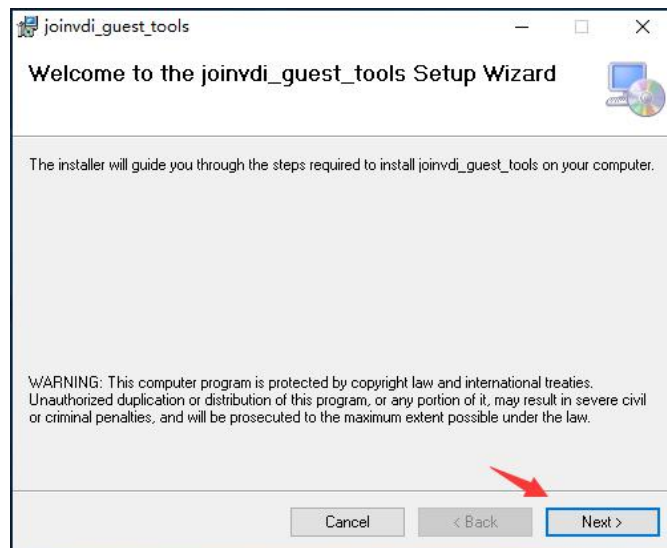 joinvdi_guest_tools
Welcome to the joinvdi_guest_tools Setup Wizard
The installer will guide you through the steps required to install joinvdi_guest_tools on your computer.
WARNING: This computer program is protected by copyright law and international treaties.
Unauthorized duplication or distribution of this program, or any portion of it, may result in severe civil
or criminal penalties, and will be prosecuted to the maximum extent possible under the law.
Cancel
< Back
Next >